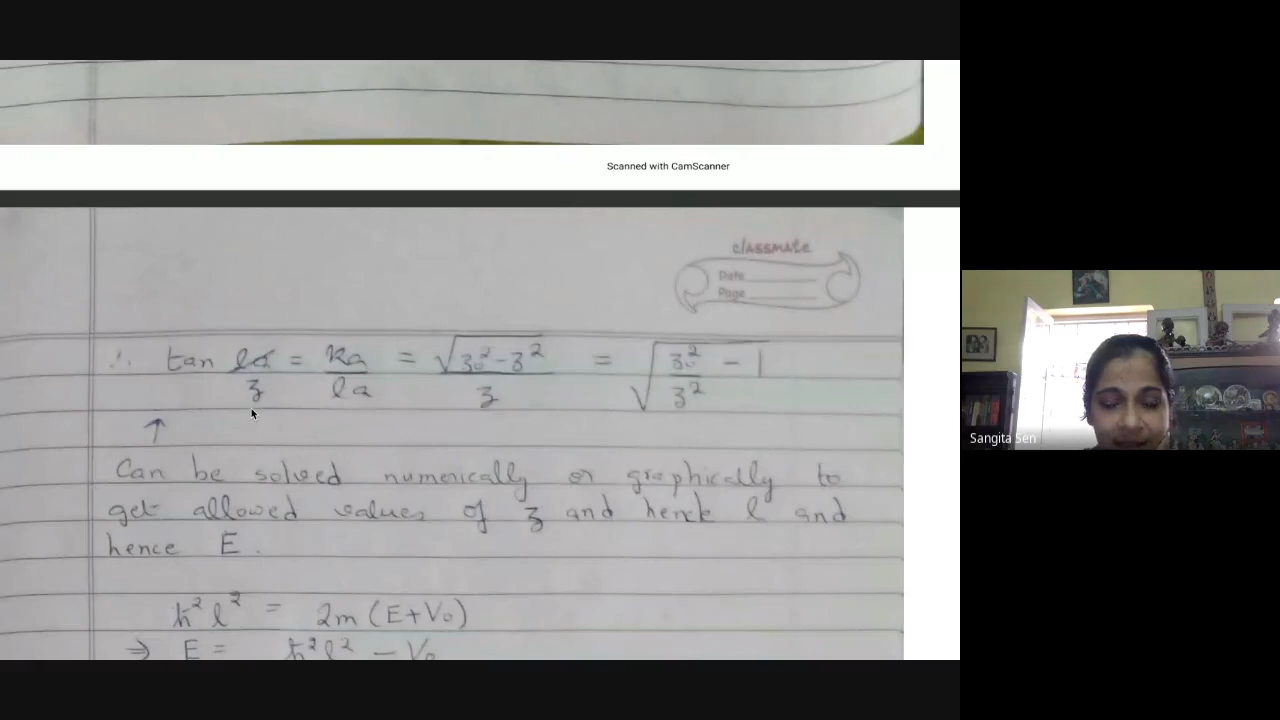 Scanned with CamScanner
classmate
Date
Page
∴ tan la = ka = √(z₀² - z²) = √(z₀² - 1)
z la z z²
↑
Can be solved numerically or graphically to
get allowed values of z and hence l and
hence E.
ħ²l² = 2m (E+V₀)
⇒ E = ħ²l² - V₀
Sangita Sen